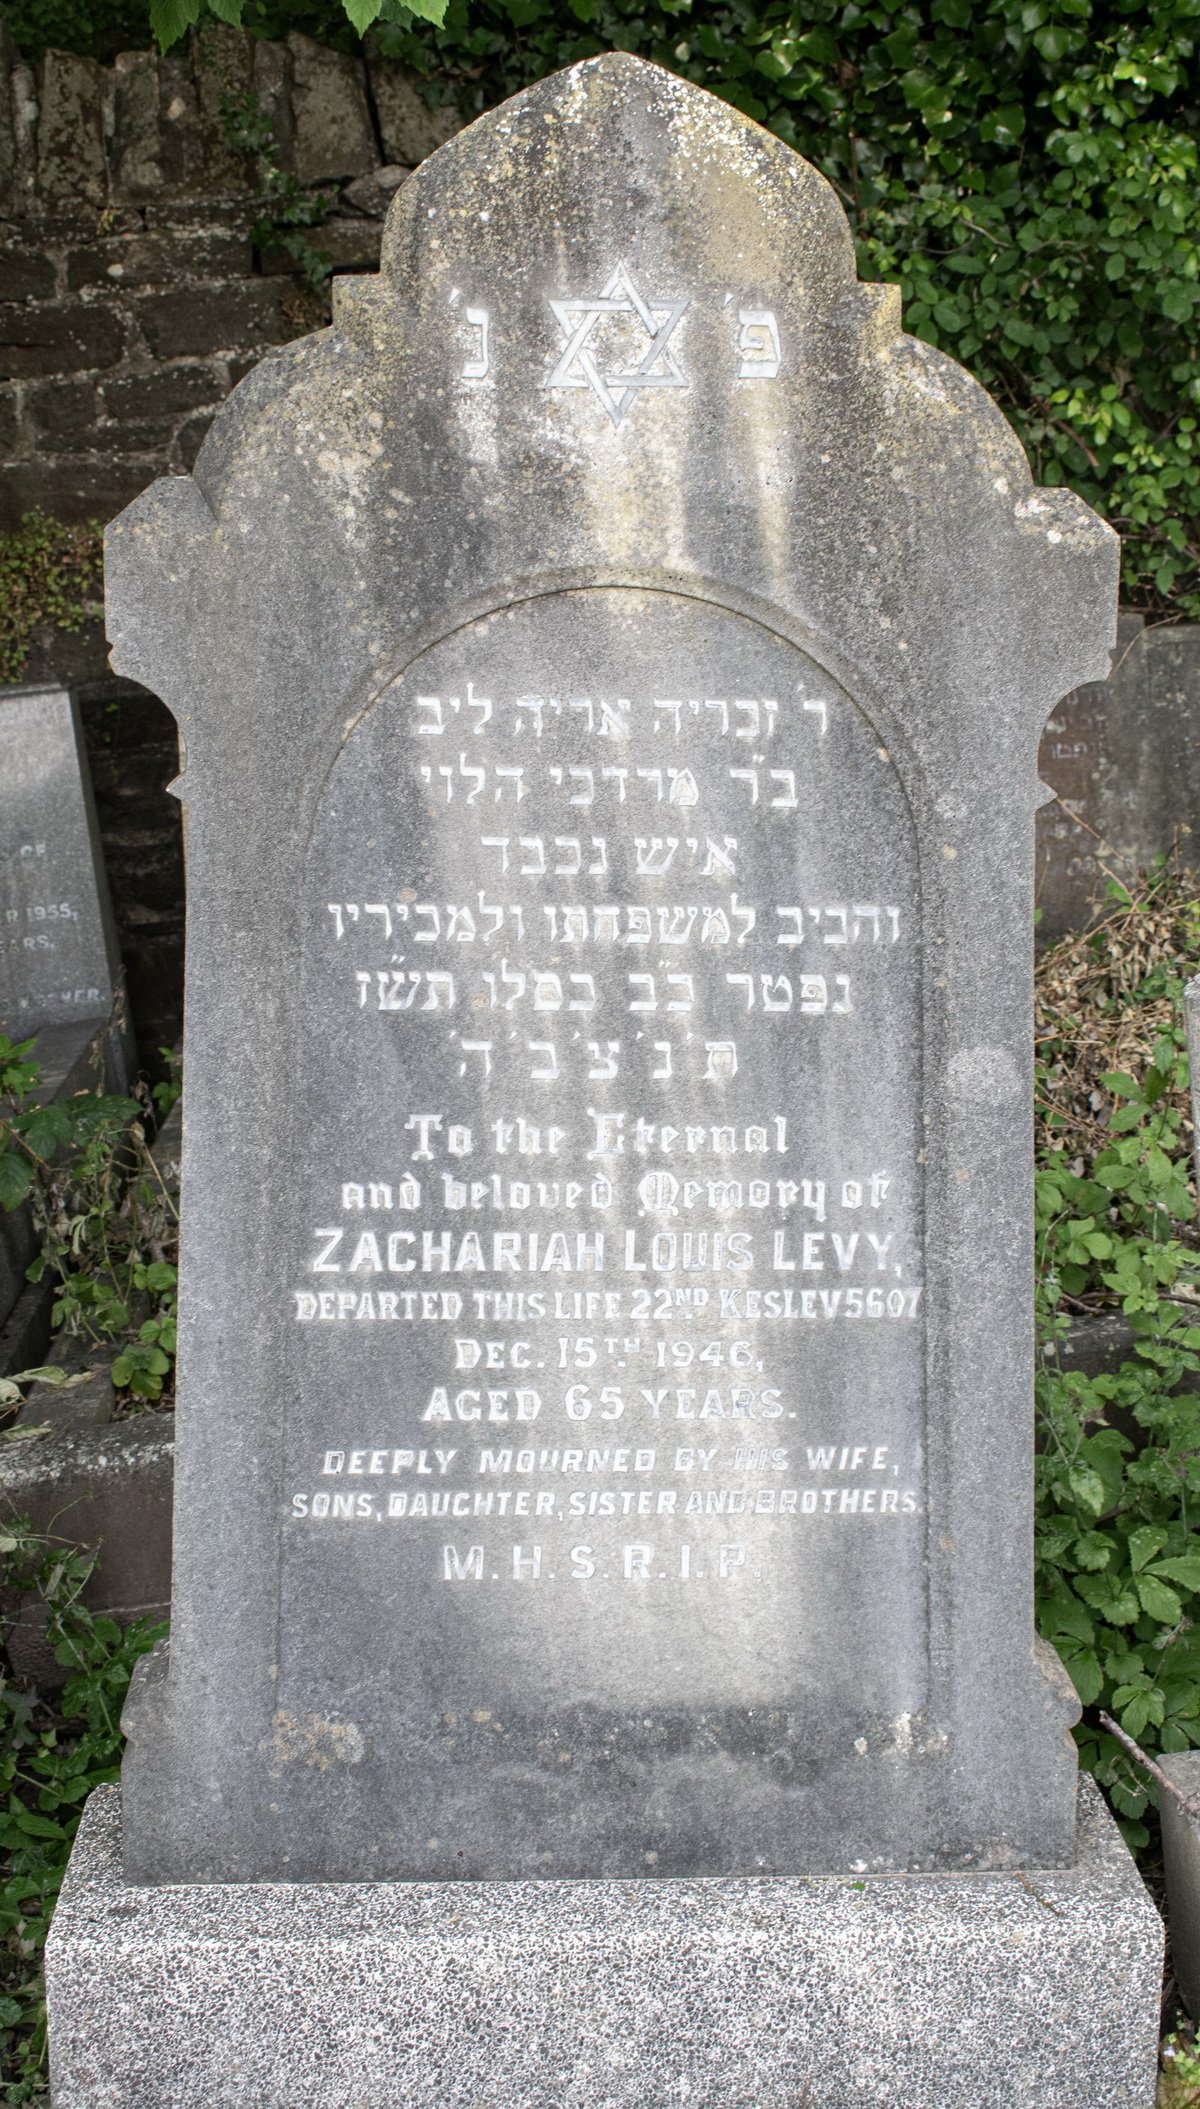 פ' נ'
ר' זכריה אריה ליב
ב"ר מרדכי הלוי
איש נכבד
והביב למשפחתו ולמכיריו
נפטר כ"ב כסלו תש"ז
ת' נ' צ' ב' ה'
To the Eternal
and beloved Memory of
ZACHARIAH LOUIS LEVY,
DEPARTED THIS LIFE 22ND KESLEV 5607
DEC. 15TH 1946,
AGED 65 YEARS.
DEEPLY MOURNED BY HIS WIFE,
SONS, DAUGHTER, SISTER AND BROTHERS.
M.H.S.R.I.P.
OF
1955,